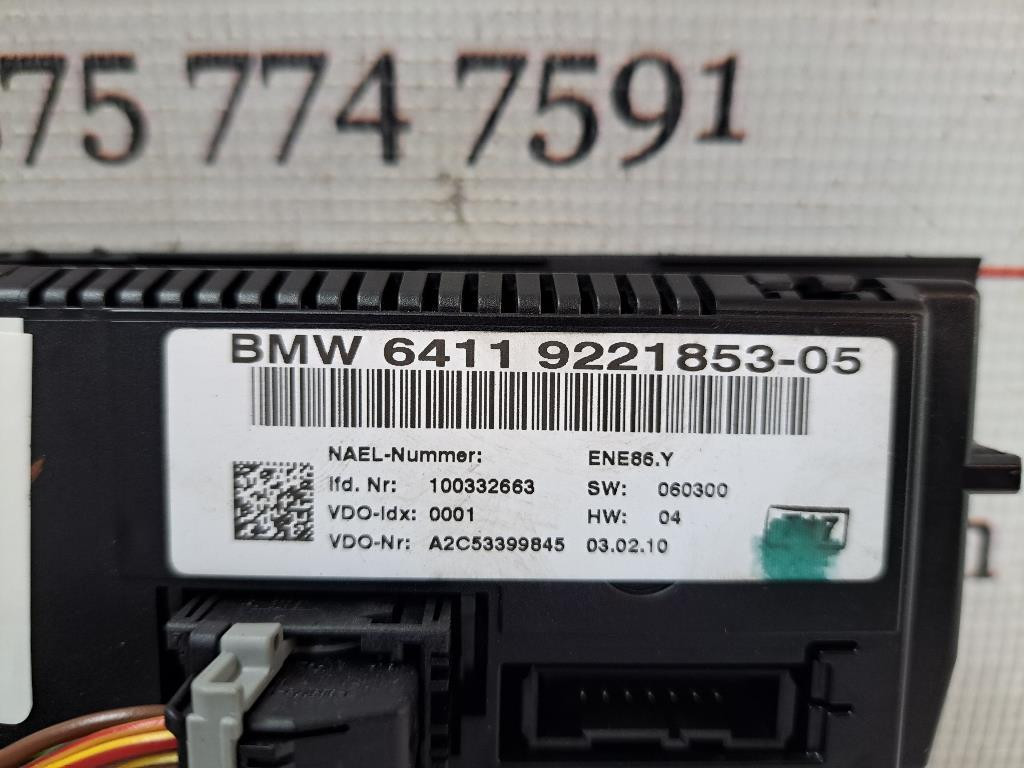 75 774 7591
BMW 6411 9221853-05
NAEL-Nummer: ENE86.Y
lfd. Nr: 100332663 SW: 060300
VDO-Idx: 0001 HW: 04
VDO-Nr: A2C53399845 03.02.10